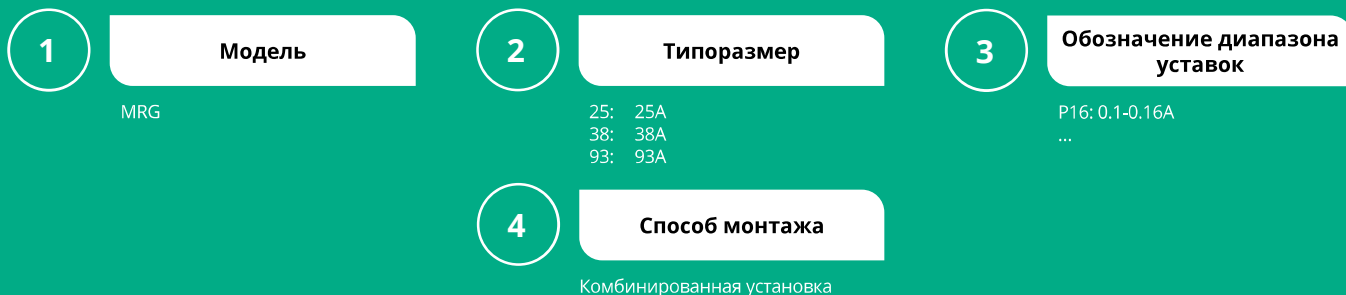 1
Модель
MRG
2
Типоразмер
25: 25A
38: 38A
93: 93A
3
Обозначение диапазона
уставок
P16: 0.1-0.16A
...
4
Способ монтажа
Комбинированная установка